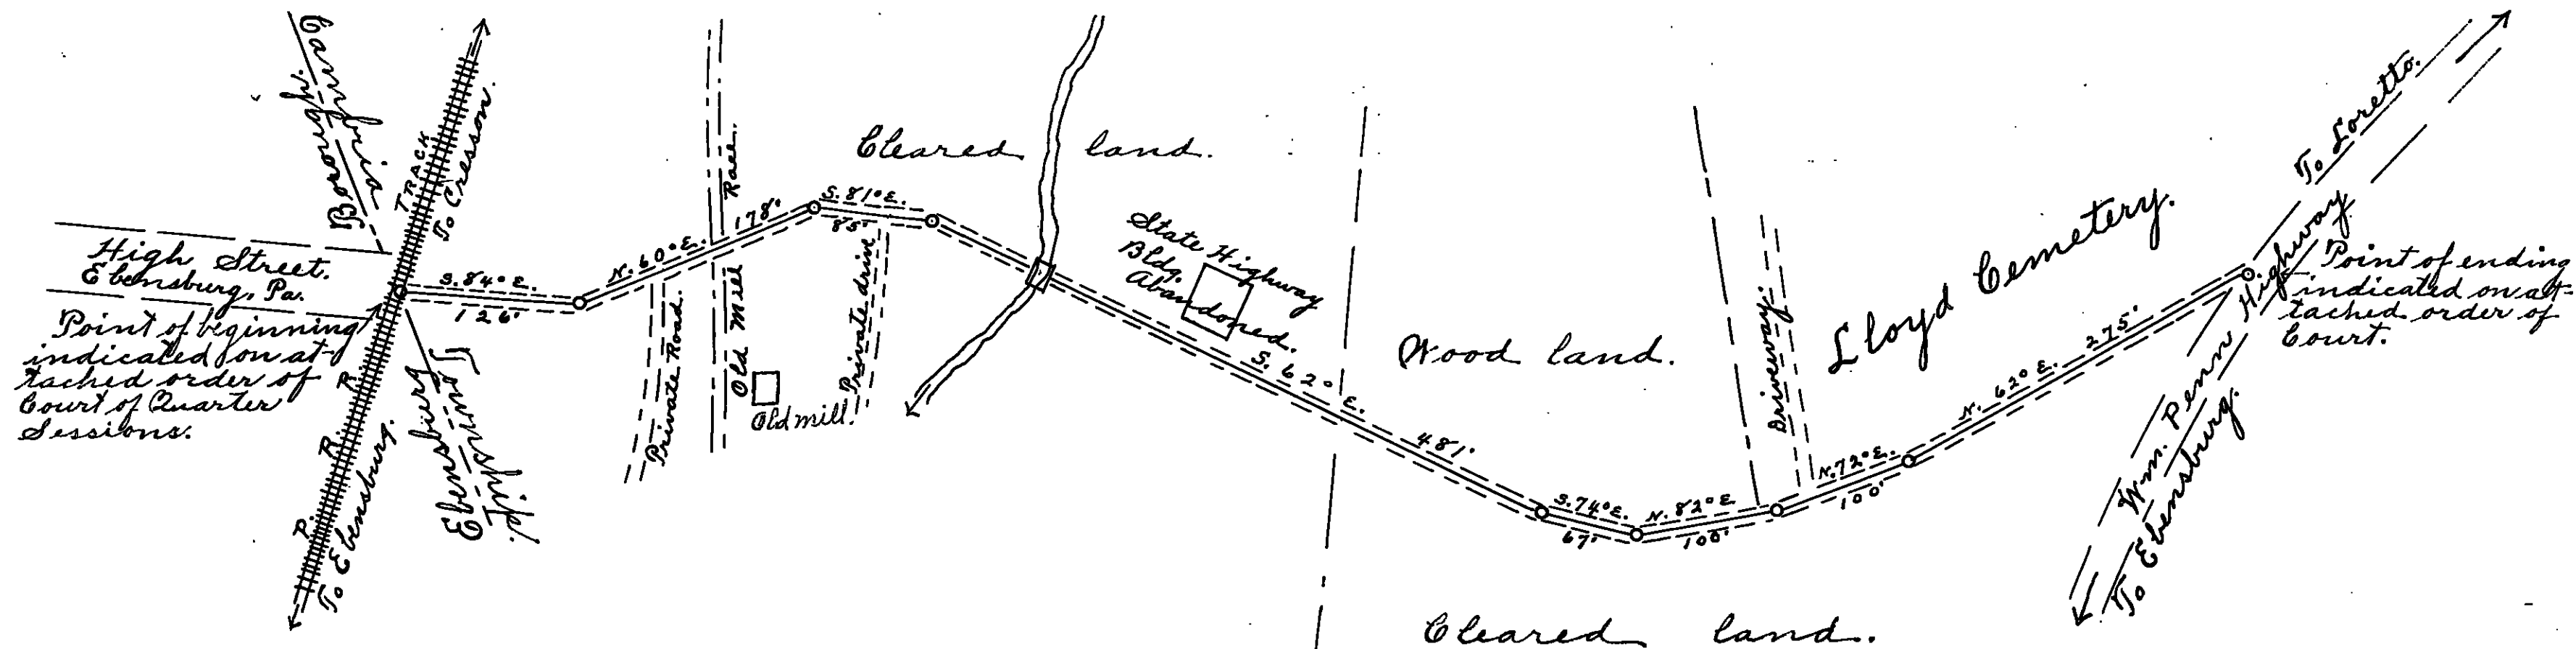 Cambria
Borough.
TRACK
To Cresson.
High Street.
Ebensburg, Pa.
Point of beginning
indicated on at-
tached order of
Court of Quarter
Sessions.
P. R. R.
To Ebensburg.
Ebensburg
Jointship.
S. 84° E.
126'
N. 60° E. 178'
Private Road.
Old Mill Race.
Old mill.
S. 81° E.
85'
Private drive
Cleared land.
State Highway
Bldg.
Abandoned.
S. 62° E. 481'
Wood land.
S. 74° E.
67'
N. 82° E.
100'
Driveway.
N. 72° E.
100'
Lloyd Cemetery.
N. 62° E. 275'
To Loretto.
Wm. Penn Highway
To Ebensburg.
Point of ending
indicated on at-
tached order of
Court.
Cleared land.